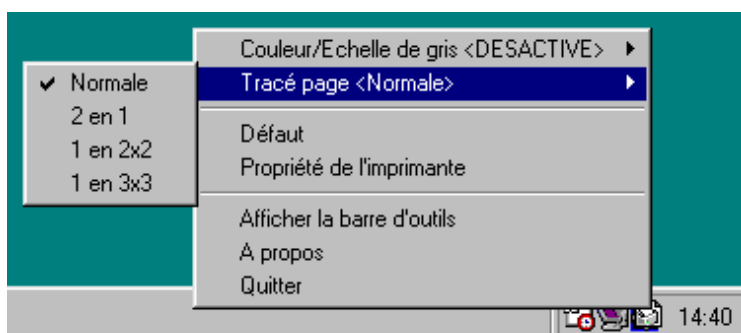 Couleur/Echelle de gris <DESACTIVE>
Tracé page <Normale>
Normale
2 en 1
1 en 2x2
1 en 3x3
Défaut
Propriété de l'imprimante
Afficher la barre d'outils
A propos
Quitter
14:40